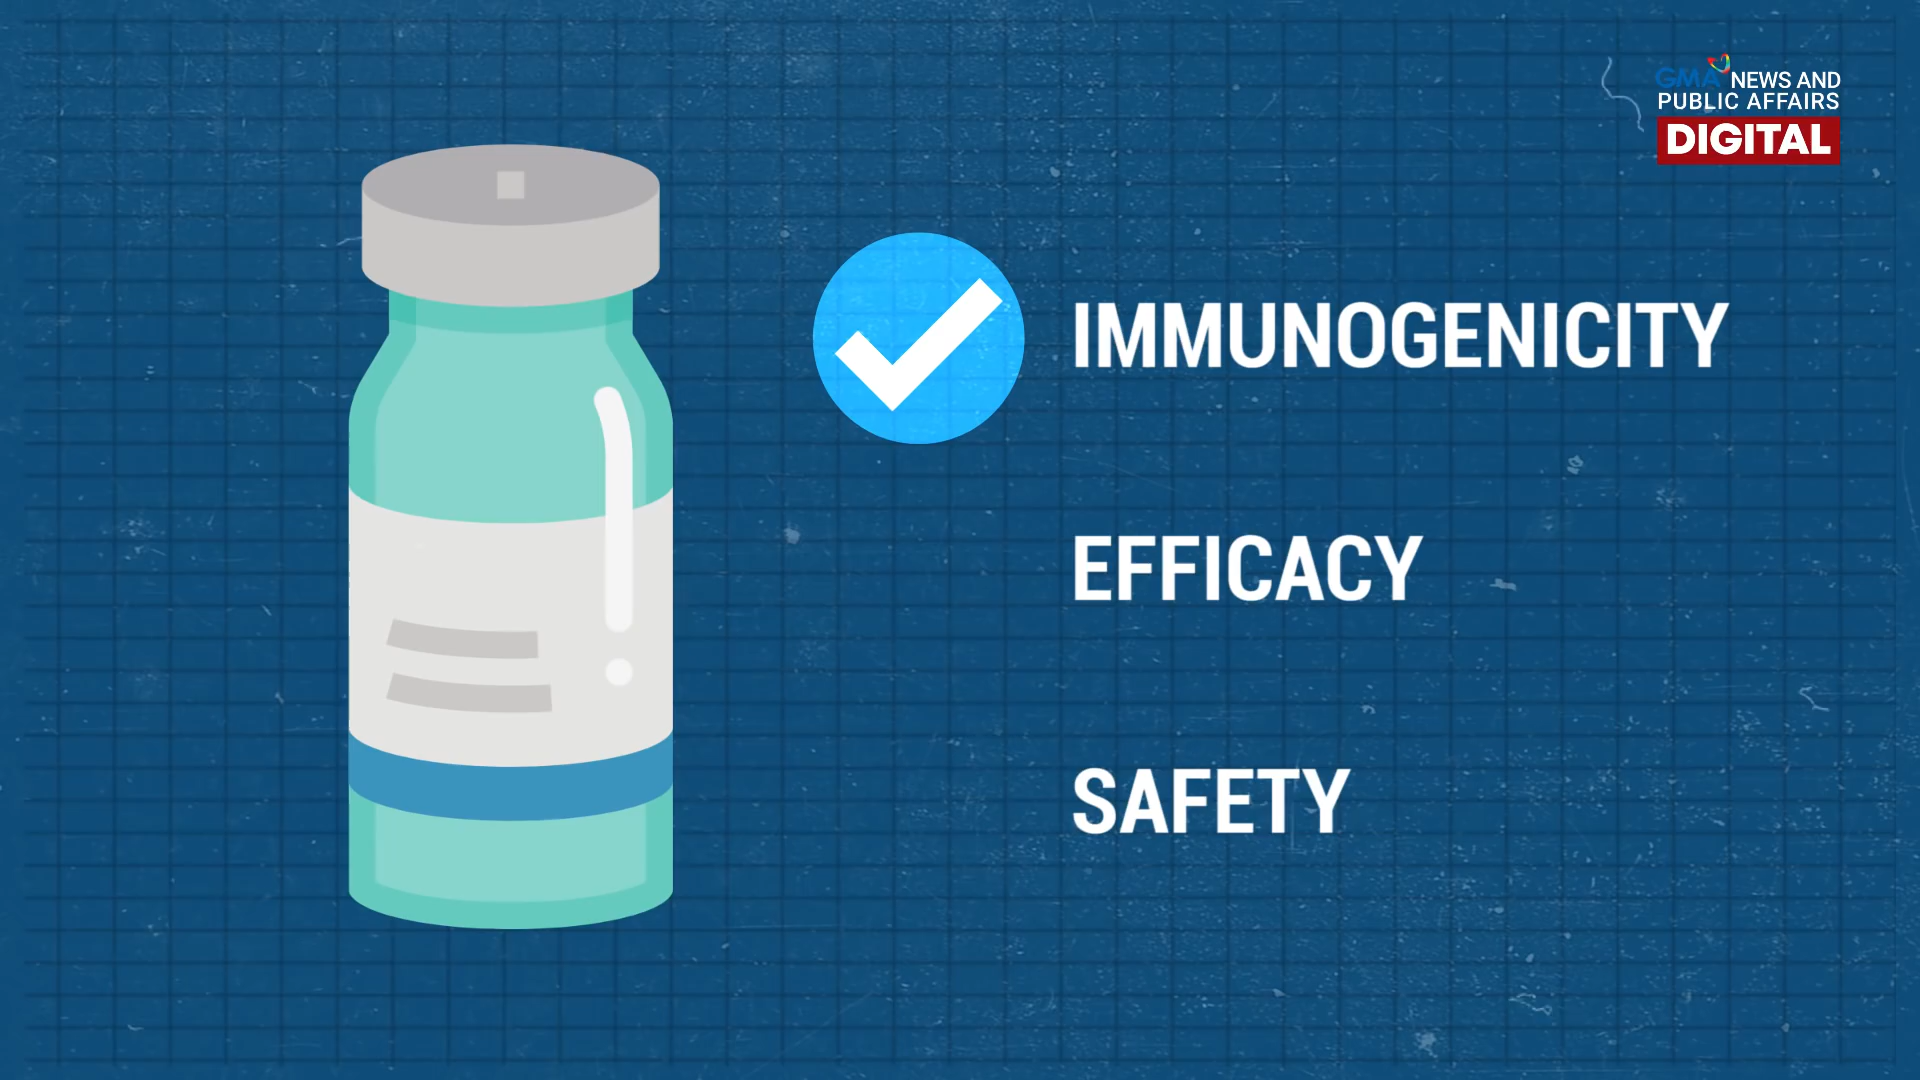 GMA NEWS AND
PUBLIC AFFAIRS
DIGITAL
IMMUNOGENICITY
EFFICACY
SAFETY